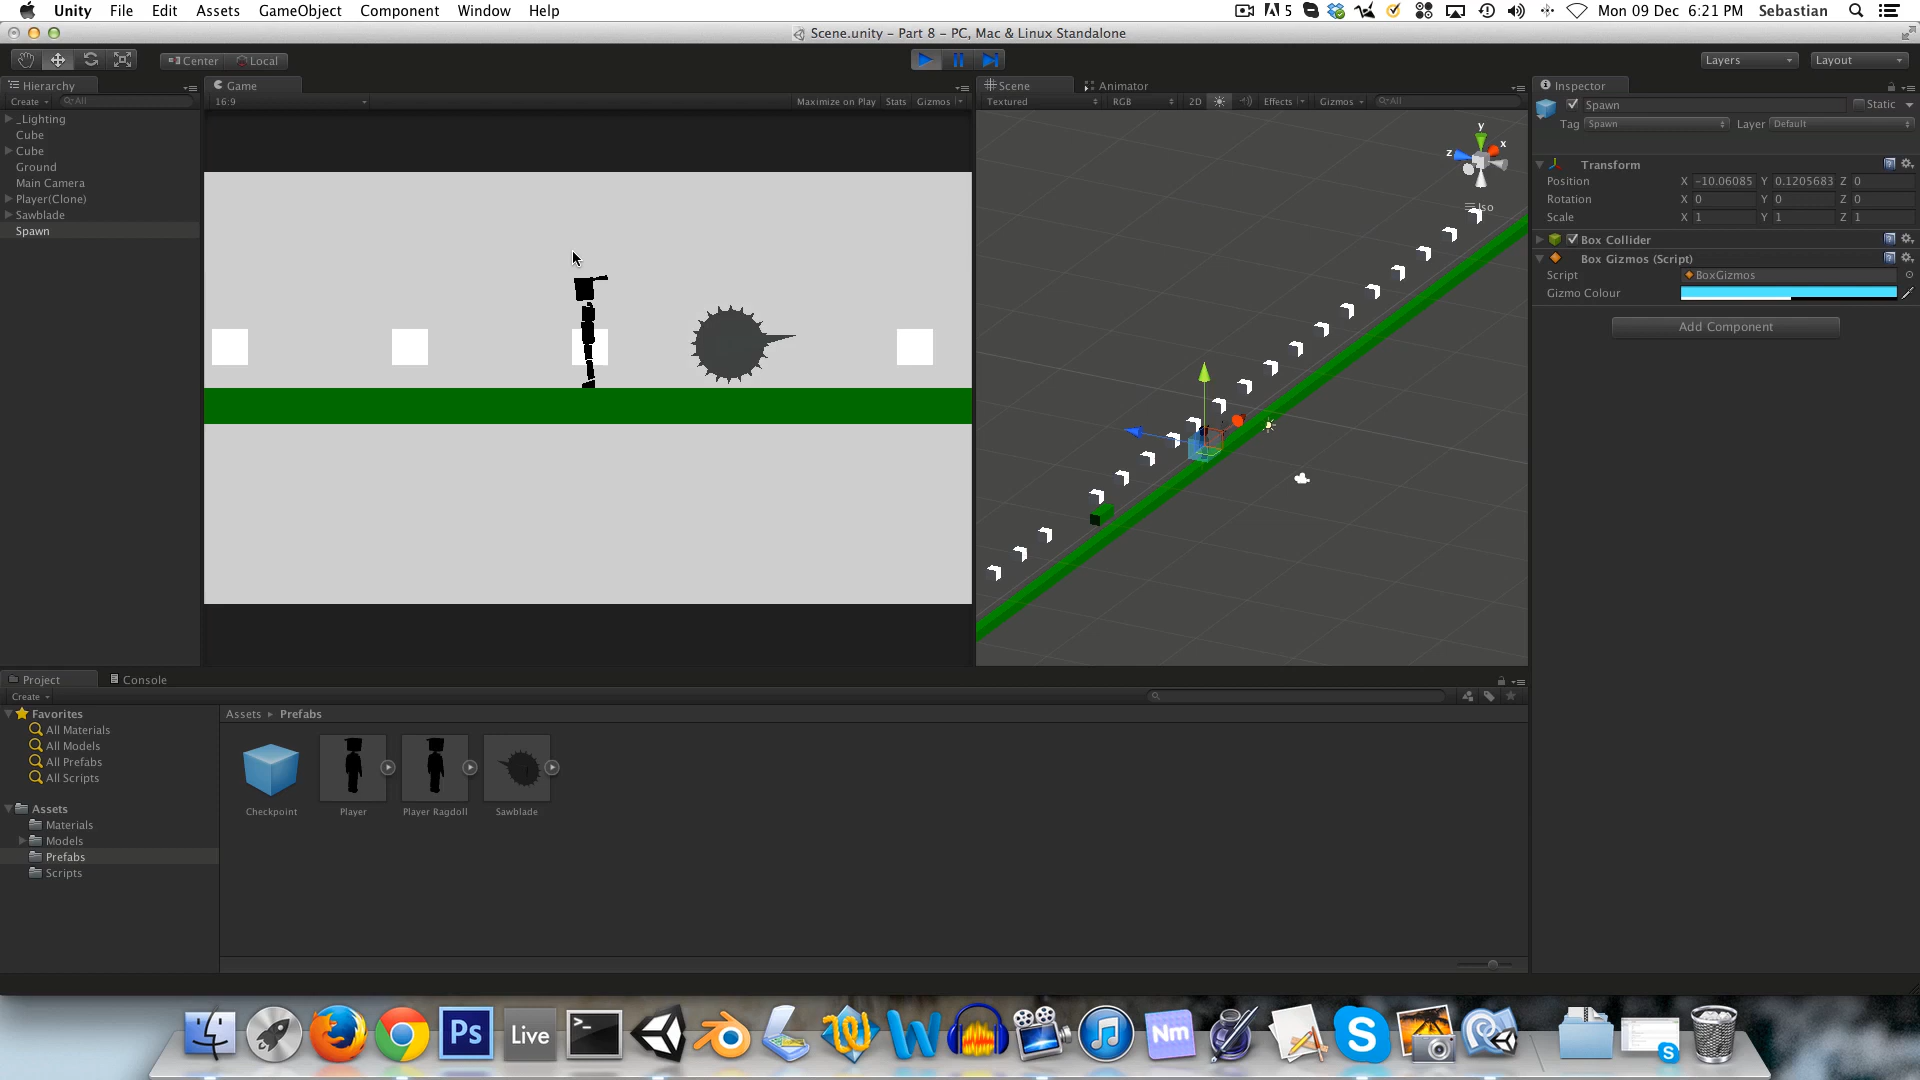 Unity File Edit Assets GameObject Component Window Help
5 Mon 09 Dec 6:21 PM Sebastian
Scene.unity - Part 8 - PC, Mac & Linux Standalone
Center Local
Layers Layout
Hierarchy
Create All
_Lighting
Cube
Cube
Ground
Main Camera
Player(Clone)
Sawblade
Spawn
Game
16:9 Maximize on Play Stats Gizmos
Scene Animator
Textured RGB 2D Effects Gizmos All
y
x
z
Iso
Inspector
Spawn Static
Tag Spawn Layer Default
Transform
Position X -10.06085 Y 0.1205683 Z 0
Rotation X 0 Y 0 Z 0
Scale X 1 Y 1 Z 1
Box Collider
Box Gizmos (Script)
Script BoxGizmos
Gizmo Colour
Add Component
Project Console
Create
Favorites
All Materials
All Models
All Prefabs
All Scripts
Assets
Materials
Models
Prefabs
Scripts
Assets Prefabs
Checkpoint Player Player Ragdoll Sawblade
Ps Live >_ W Nm S